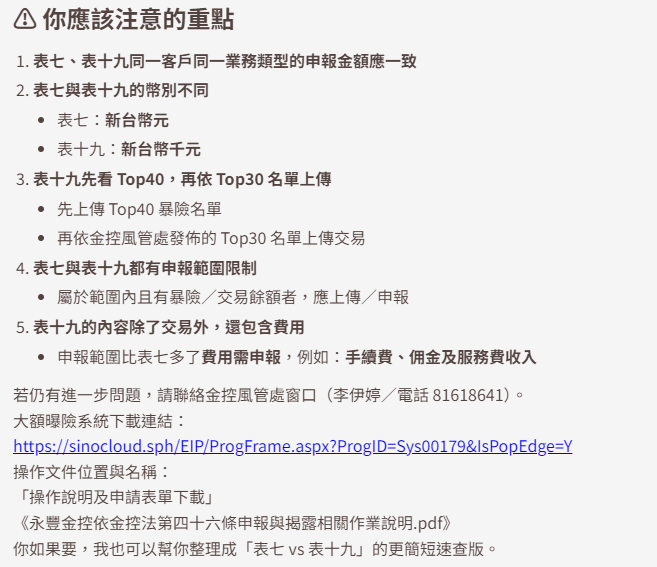 ⚠ 你應該注意的重點
1. 表七、表十九同一客戶同一業務類型的申報金額應一致
2. 表七與表十九的幣別不同
• 表七：新台幣元
• 表十九：新台幣千元
3. 表十九先看 Top40，再依 Top30 名單上傳
• 先上傳 Top40 暴險名單
• 再依金控風管處發佈的 Top30 名單上傳交易
4. 表七與表十九都有申報範圍限制
• 屬於範圍內且有暴險／交易餘額者，應上傳／申報
5. 表十九的內容除了交易外，還包含費用
• 申報範圍比表七多了費用需申報，例如：手續費、佣金及服務費收入
若仍有進一步問題，請聯絡金控風管處窗口（李伊婷／電話 81618641）。
大額曝險系統下載連結：
https://sinocloud.sph/EIP/ProgFrame.aspx?ProgID=Sys00179&IsPopEdge=Y
操作文件位置與名稱：
「操作說明及申請表單下載」
《永豐金控依金控法第四十六條申報與揭露相關作業說明.pdf》
你如果要，我也可以幫你整理成「表七 vs 表十九」的更簡短速查版。